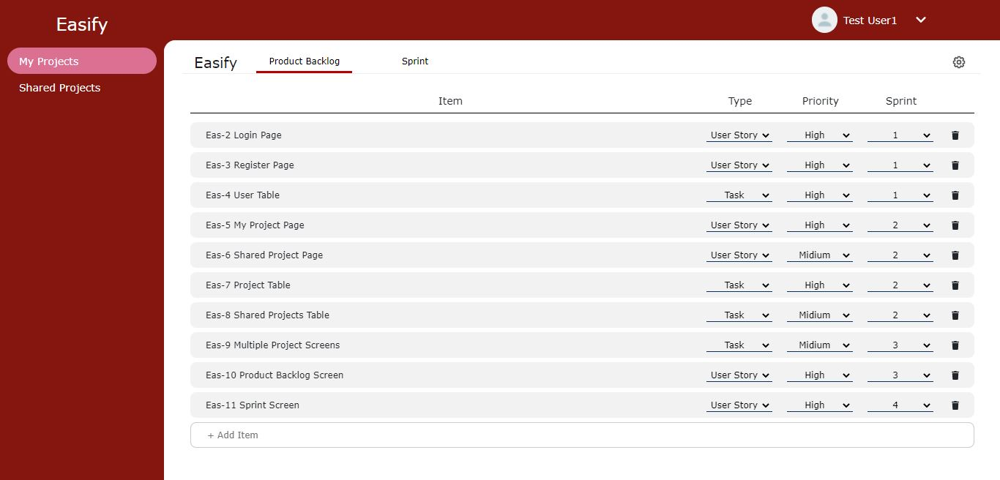 Easify
Test User1
My Projects
Shared Projects
Easify Product Backlog Sprint
Item Type Priority Sprint
Eas-2 Login Page User Story High 1
Eas-3 Register Page User Story High 1
Eas-4 User Table Task High 1
Eas-5 My Project Page User Story High 2
Eas-6 Shared Project Page User Story Midium 2
Eas-7 Project Table Task High 2
Eas-8 Shared Projects Table Task Midium 2
Eas-9 Multiple Project Screens Task Midium 3
Eas-10 Product Backlog Screen User Story High 3
Eas-11 Sprint Screen User Story High 4
+ Add Item